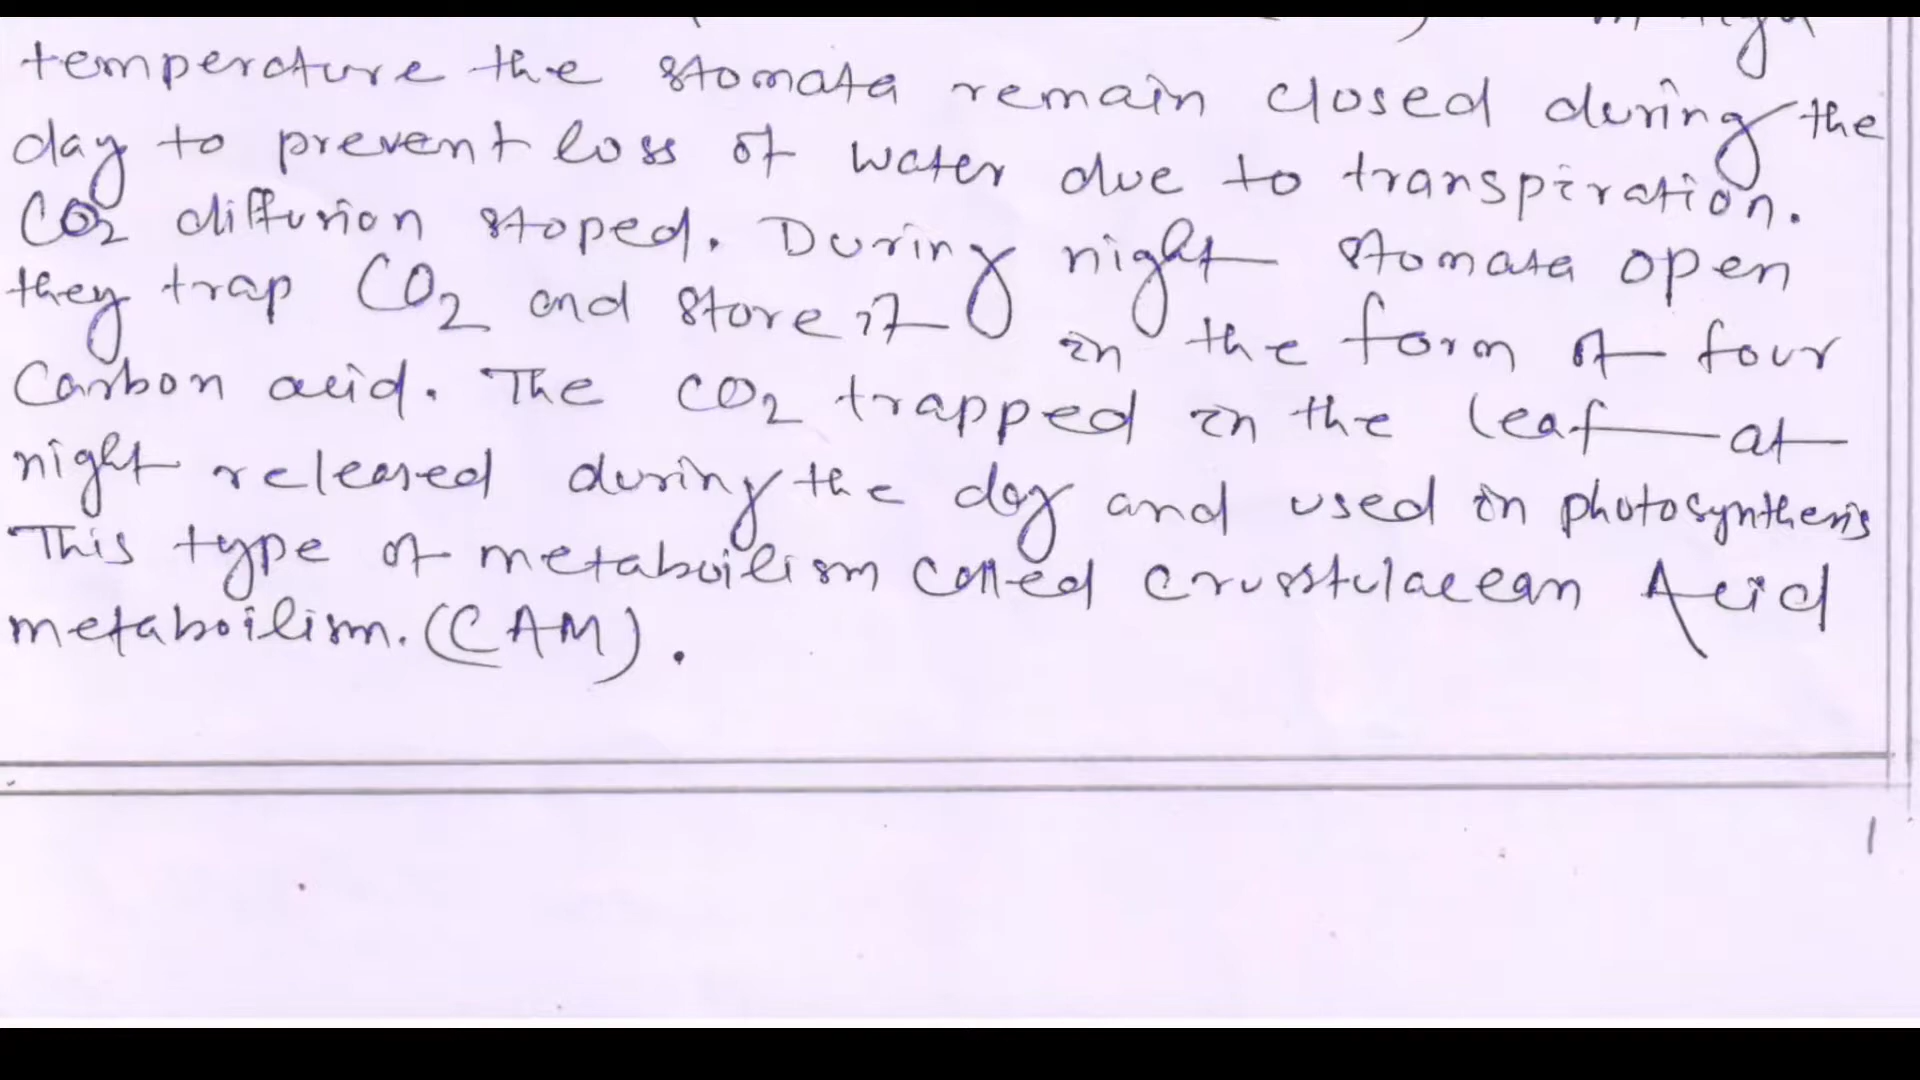 temperature the stomata remain closed during the
day to prevent loss of water due to transpiration.
CO2 diffusion stoped. During night stomata open
they trap CO2 and store it in the form of four
Carbon acid. The CO2 trapped in the leaf at
night released during the day and used in photosynthesis
This type of metaboilism called crusstulaceean Acid
metaboilism. (CAM).